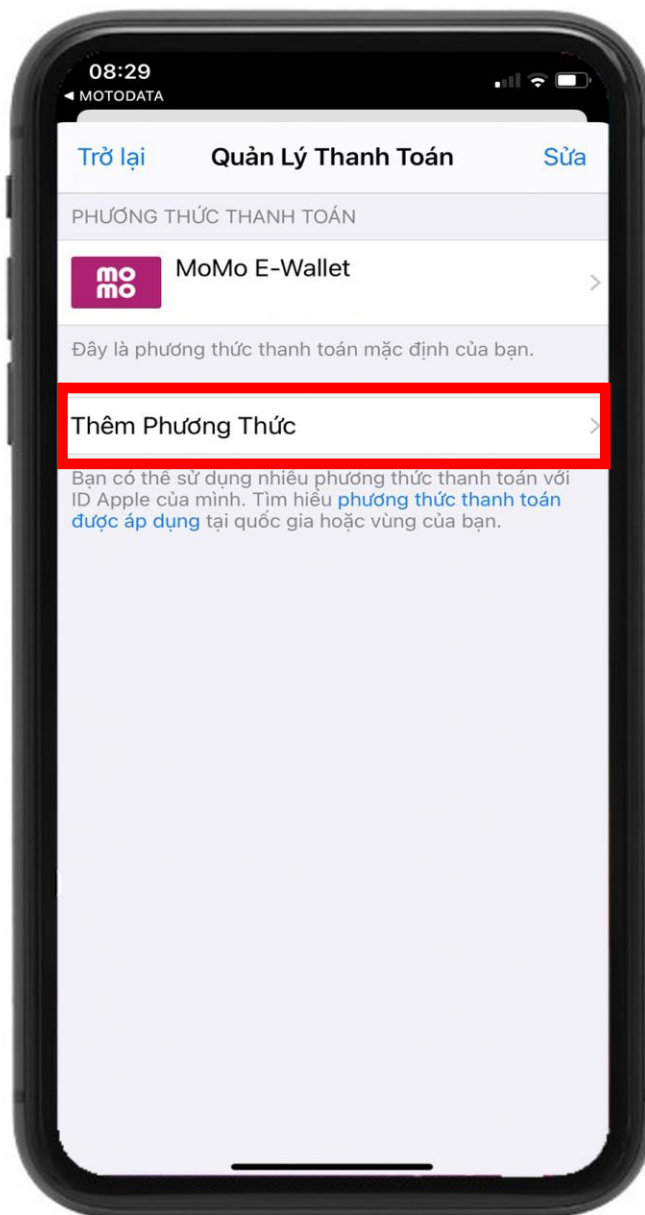 08:29
◀ MOTODATA
Trở lại Quản Lý Thanh Toán Sửa
PHƯƠNG THỨC THANH TOÁN
mo
mo
MoMo E-Wallet
Đây là phương thức thanh toán mặc định của bạn.
Thêm Phương Thức
Bạn có thể sử dụng nhiều phương thức thanh toán với
ID Apple của mình. Tìm hiểu phương thức thanh toán
được áp dụng tại quốc gia hoặc vùng của bạn.